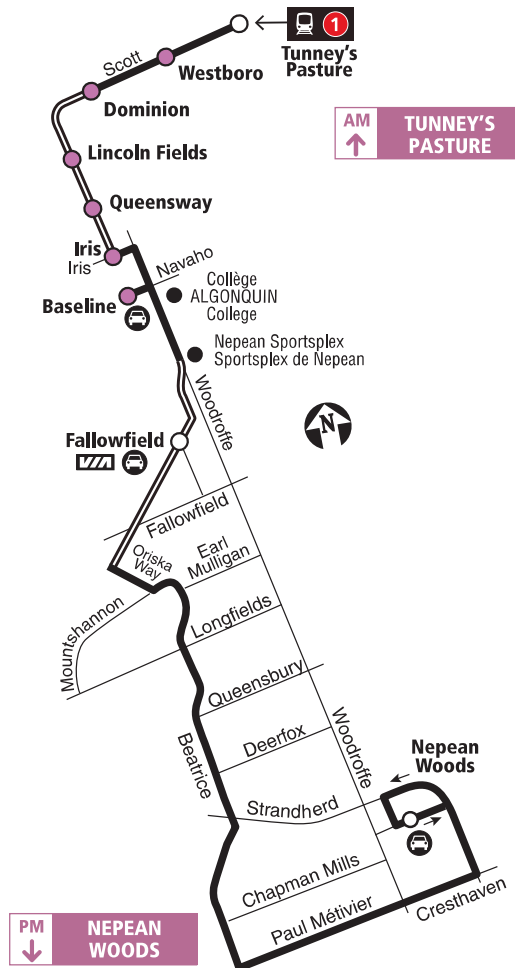 1
Tunney's
Pasture
Scott
Westboro
Dominion
AM
TUNNEY'S
PASTURE
Lincoln Fields
Queensway
Iris
Iris
Navaho
Baseline
Collège
ALGONQUIN
College
Nepean Sportsplex
Sportsplex de Nepean
Woodroffe
N
Fallowfield
VIA
Fallowfield
Oriska
Way
Earl
Mulligan
Mountshannon
Longfields
Queensbury
Beatrice
Deerfox
Woodroffe
Nepean
Woods
Strandherd
Chapman Mills
Paul Métivier
Cresthaven
PM
NEPEAN
WOODS